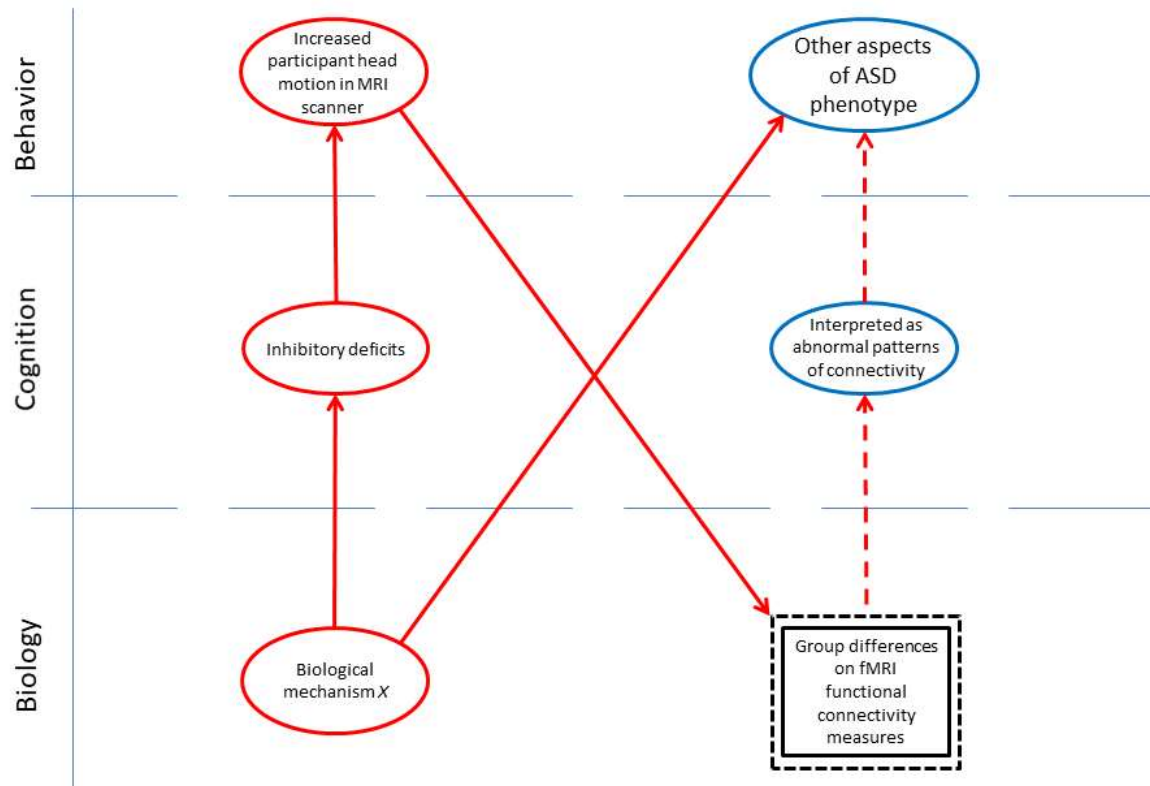 Behavior
Increased
participant head
motion in MRI
scanner
Other aspects
of ASD
phenotype
Cognition
Inhibitory deficits
Interpreted as
abnormal patterns
of connectivity
Biology
Biological
mechanism X
Group differences
on fMRI
functional
connectivity
measures